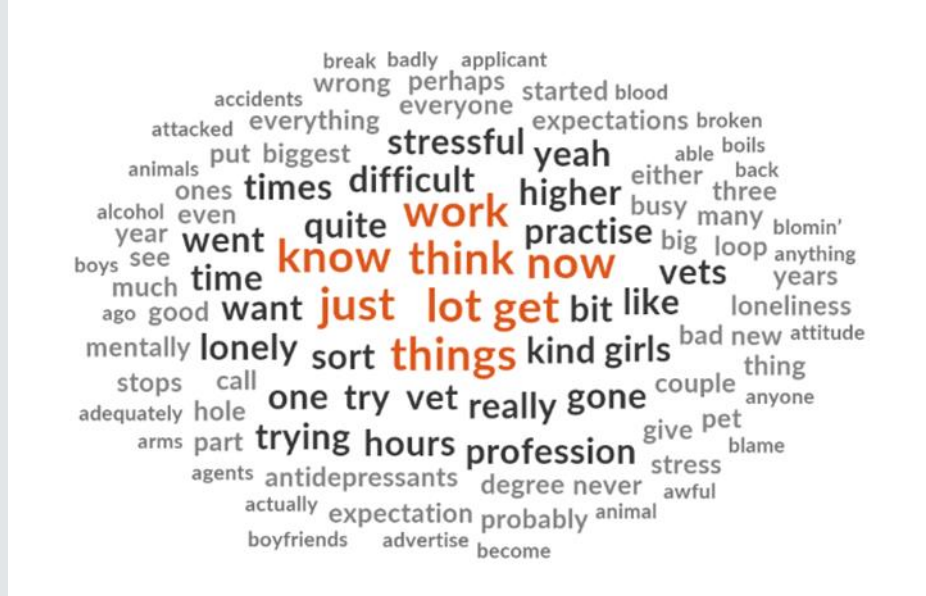 break badly applicant
wrong perhaps
accidents everyone started blood
attacked everything expectations broken
put biggest stressful yeah able boils
animals ones times difficult higher either back three
alcohol even quite work busy many
year went practise big loop blomin'
boys see know think now vets anything
much time years
ago good want just lot get bit like loneliness
mentally lonely sort things kind girls bad new attitude
stops call thing
adequately hole one try vet really gone couple anyone
arms part trying hours profession give pet blame
agents antidepressants degree never stress awful
actually expectation probably animal
boyfriends advertise become